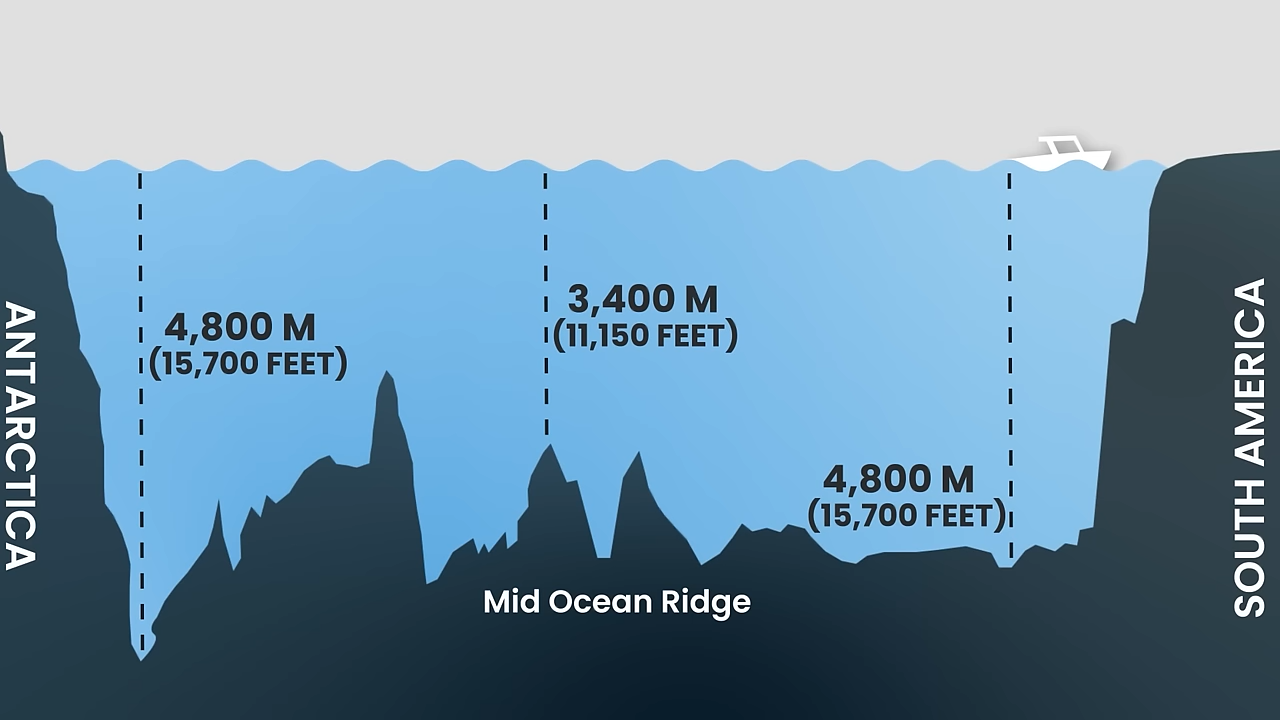 ANTARCTICA
4,800 M
(15,700 FEET)
3,400 M
(11,150 FEET)
4,800 M
(15,700 FEET)
Mid Ocean Ridge
SOUTH AMERICA